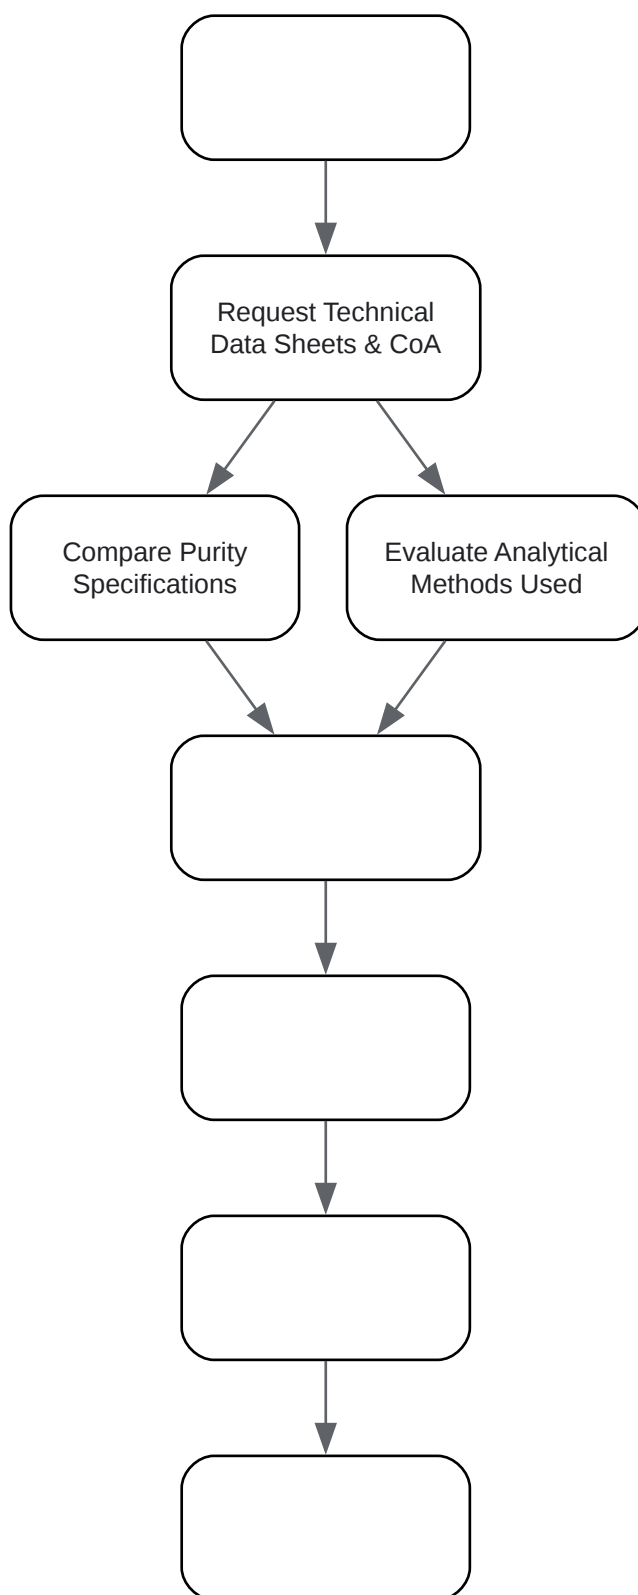 Request Technical
Data Sheets & CoA
Compare Purity
Specifications
Evaluate Analytical
Methods Used